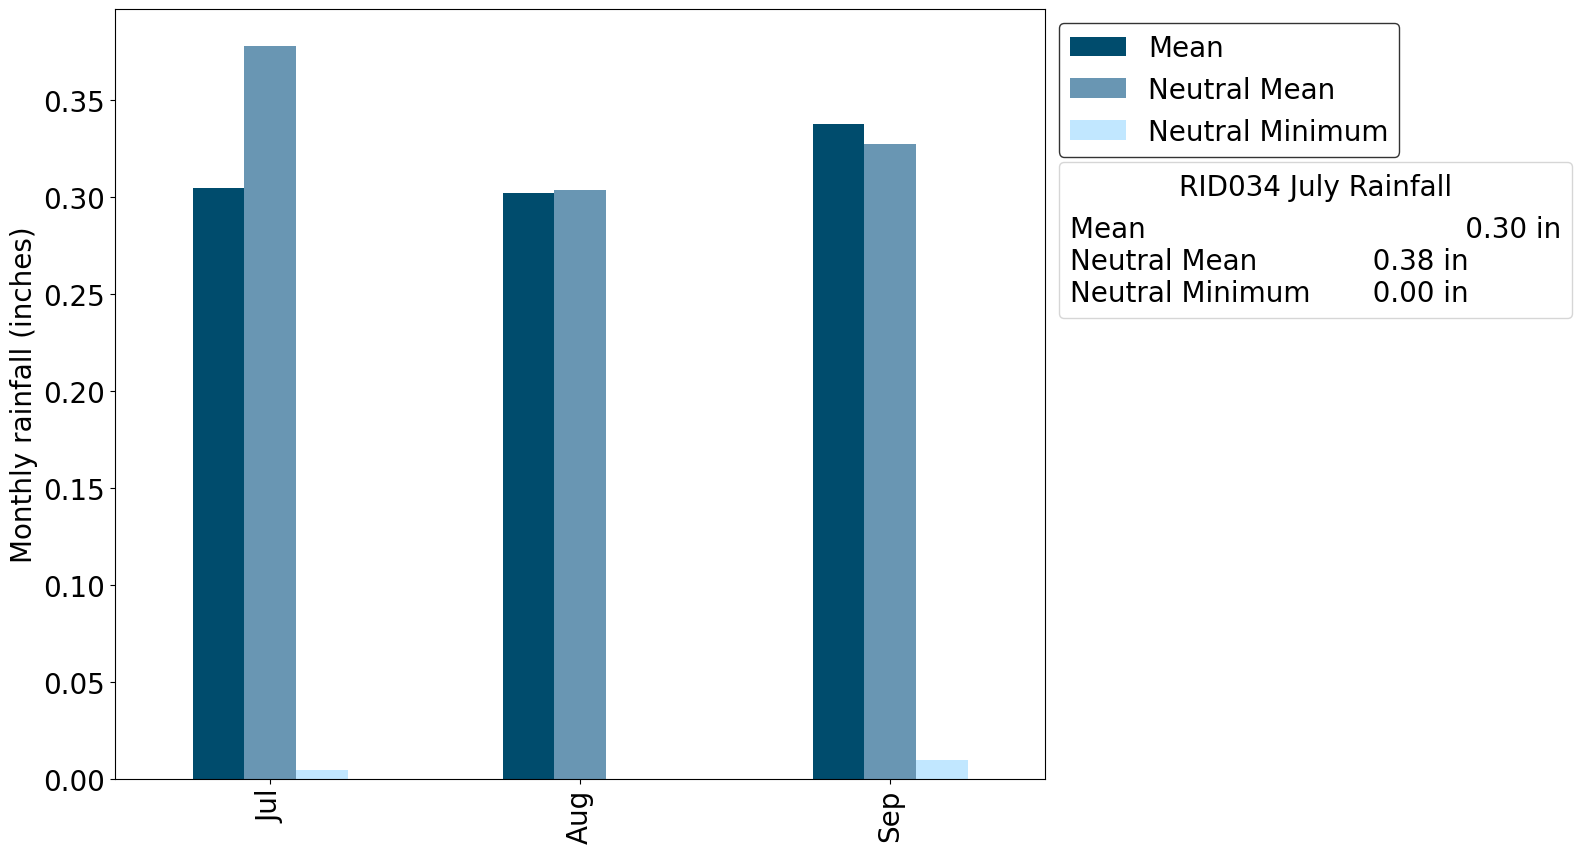 Monthly rainfall (inches)
0.35
0.30
0.25
0.20
0.15
0.10
0.05
0.00
Jul
Aug
Sep
Mean
Neutral Mean
Neutral Minimum
RID034 July Rainfall
Mean 0.30 in
Neutral Mean 0.38 in
Neutral Minimum 0.00 in